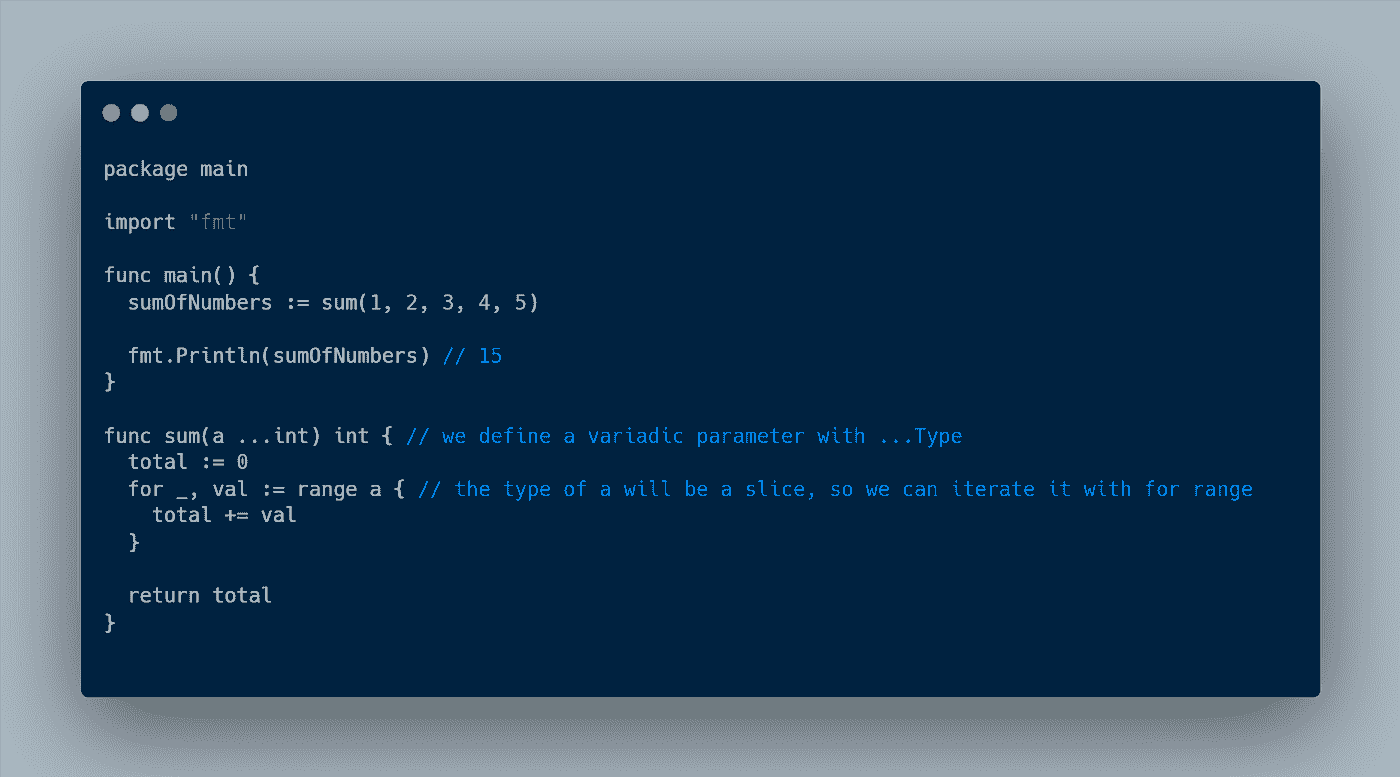 package main
import "fmt"
func main() {
  sumOfNumbers := sum(1, 2, 3, 4, 5)
  fmt.Println(sumOfNumbers) // 15
}
func sum(a ...int) int { // we define a variadic parameter with ...Type
  total := 0
  for _, val := range a { // the type of a will be a slice, so we can iterate it with for range
    total += val
  }
  return total
}